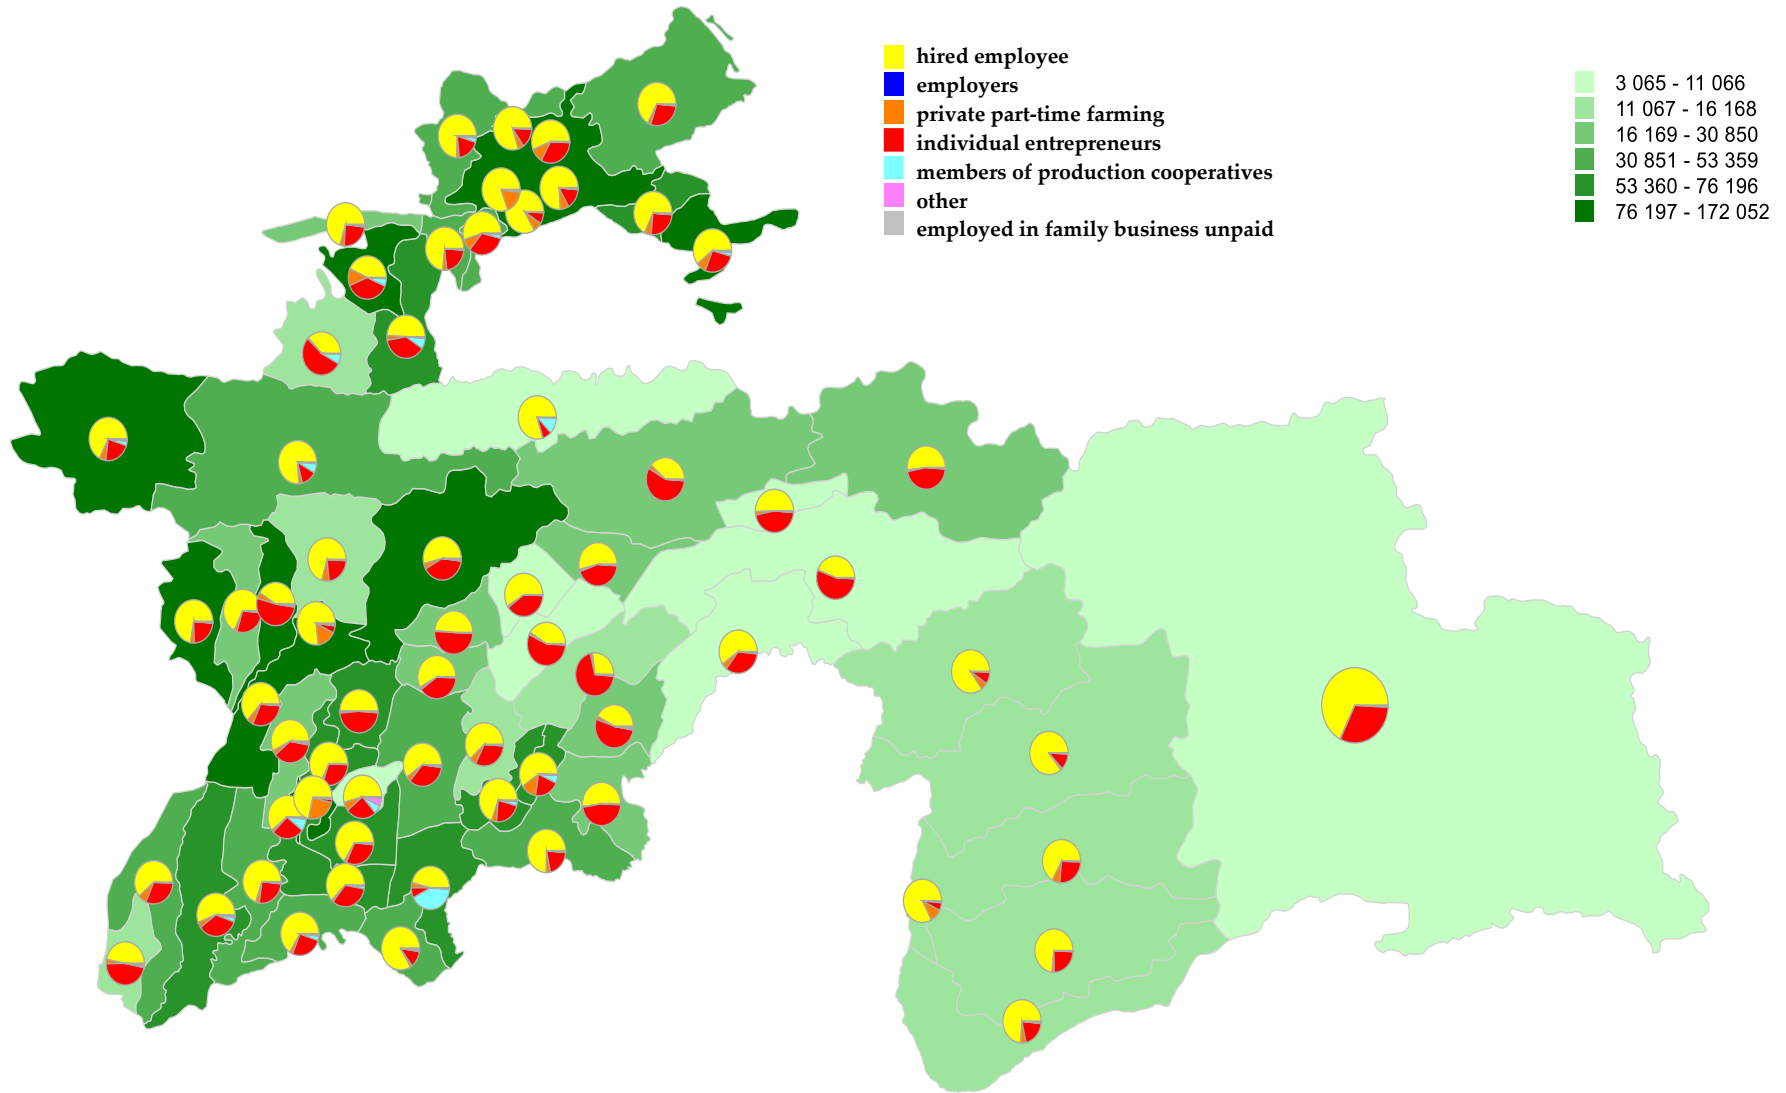 hired employee
employers
private part-time farming
individual entrepreneurs
members of production cooperatives
other
employed in family business unpaid
3 065 - 11 066
11 067 - 16 168
16 169 - 30 850
30 851 - 53 359
53 360 - 76 196
76 197 - 172 052